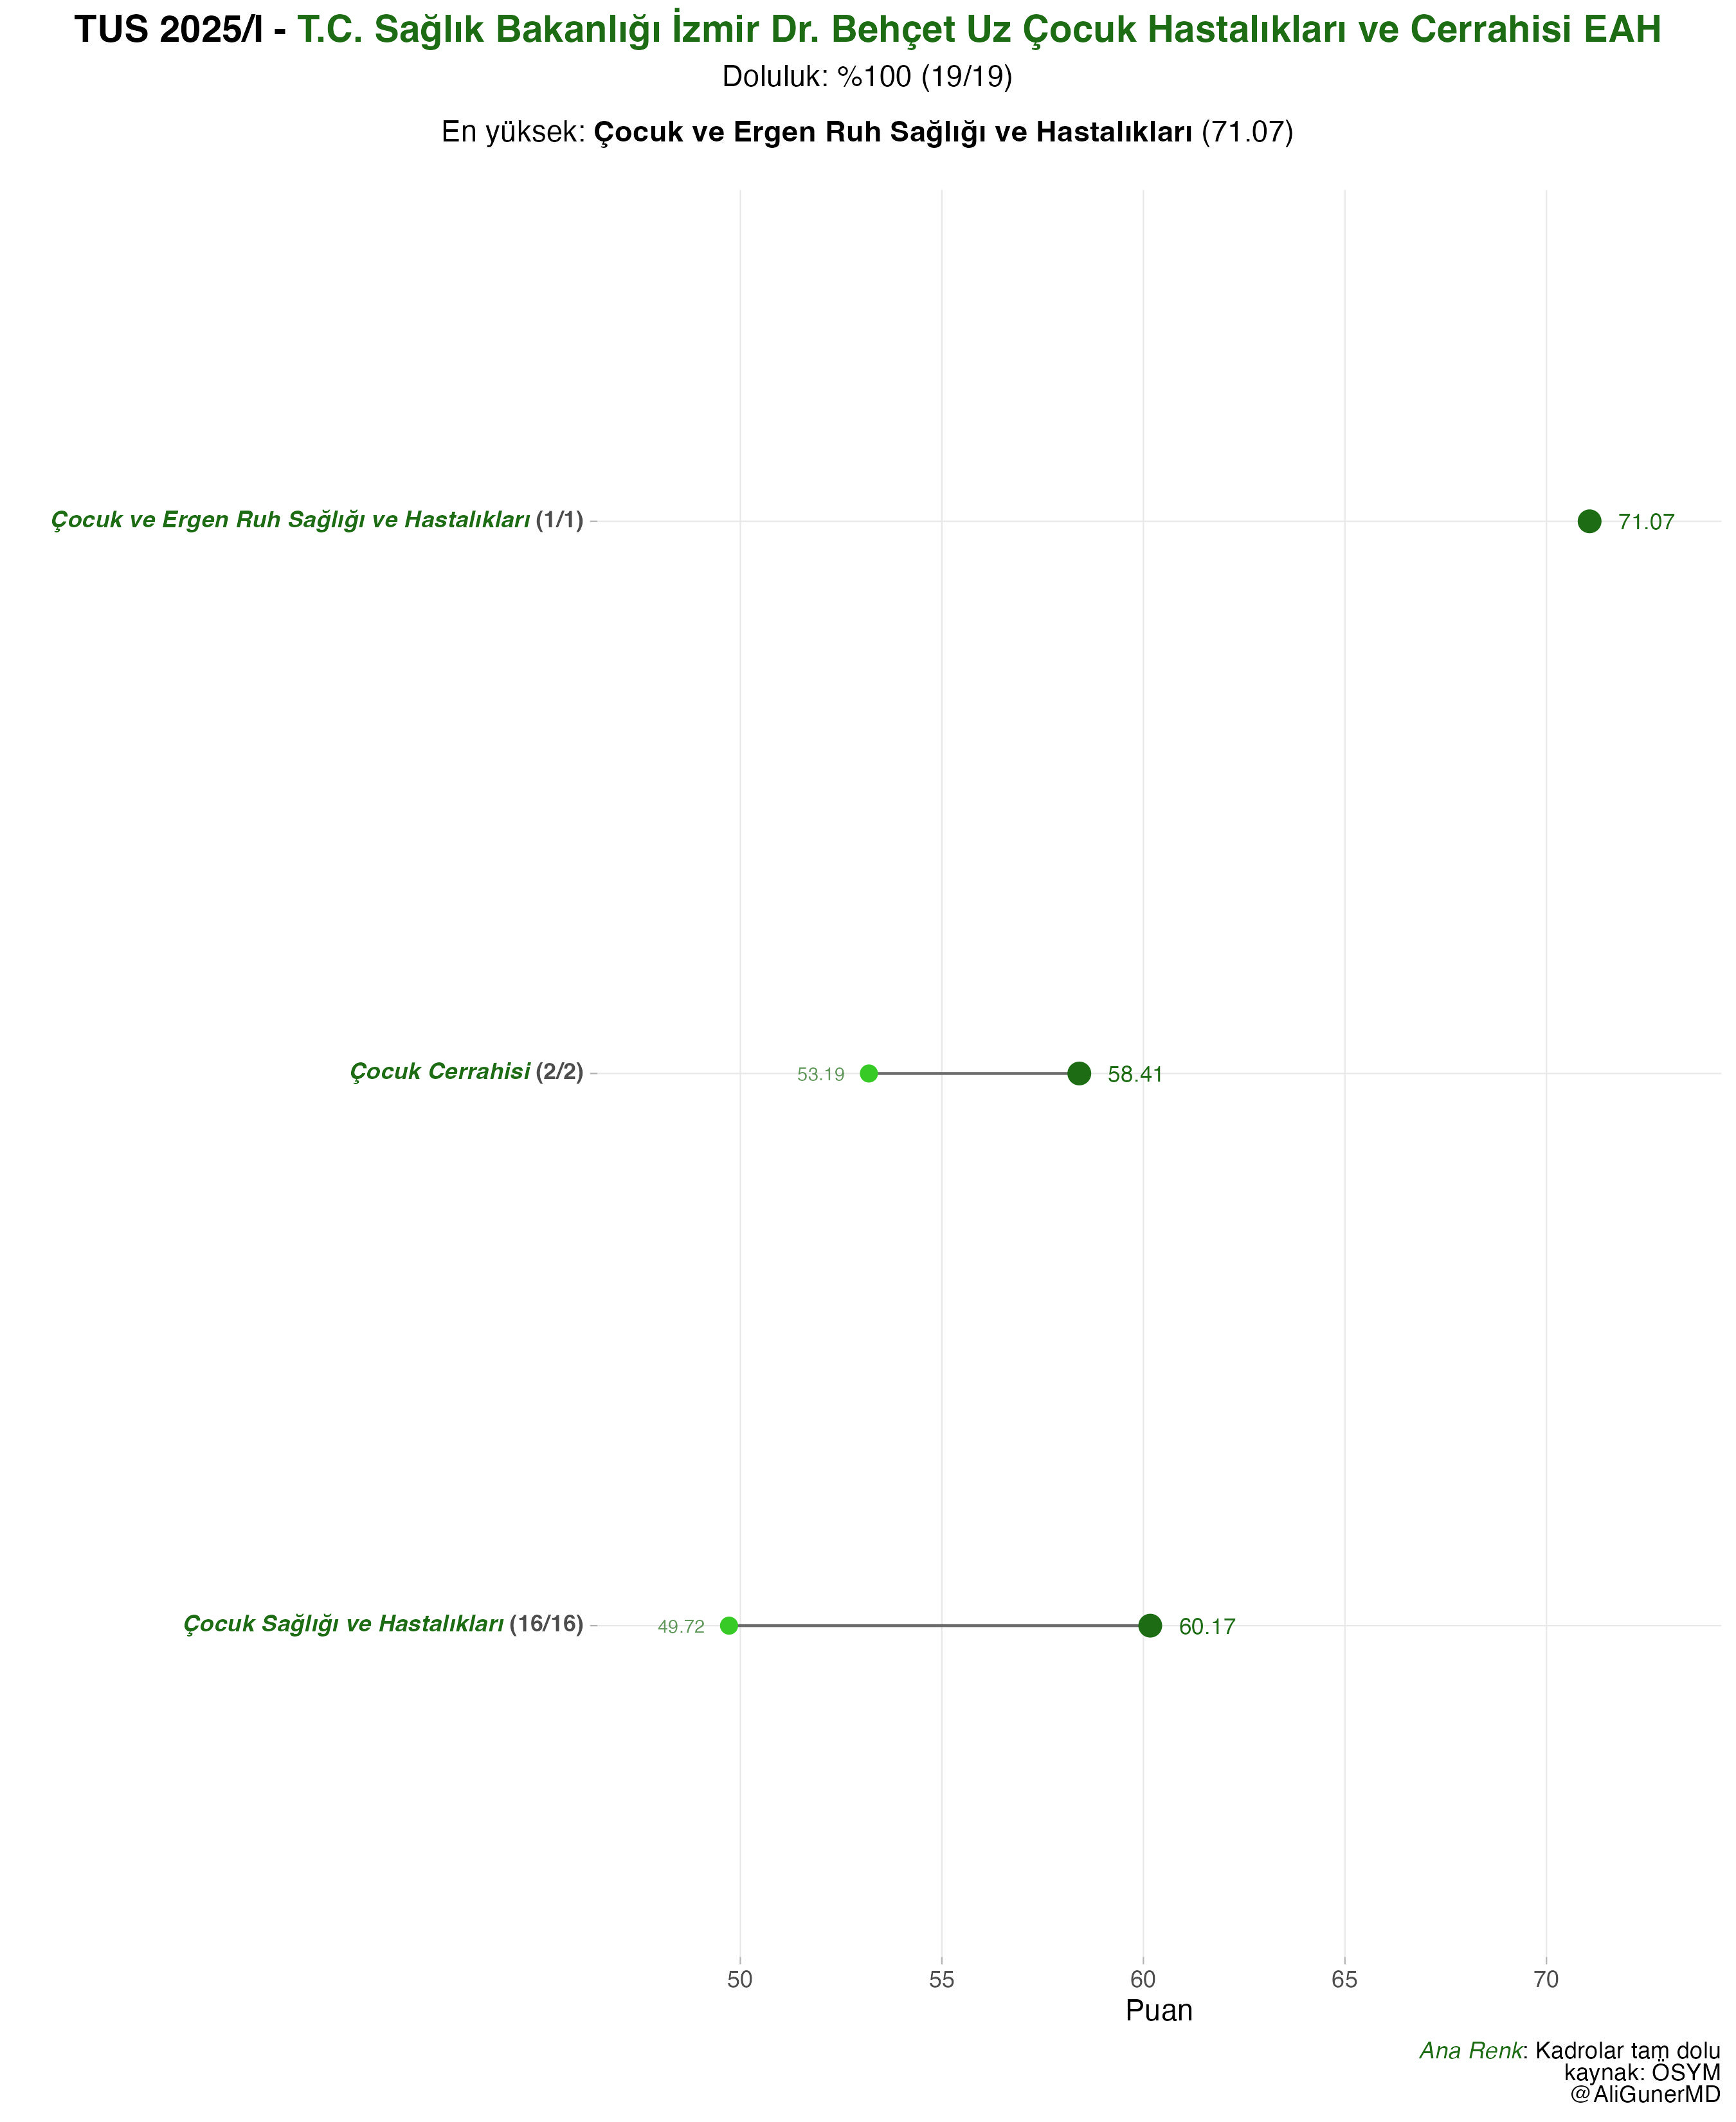 TUS 2025/I - T.C. Sağlık Bakanlığı İzmir Dr. Behçet Uz Çocuk Hastalıkları ve Cerrahisi EAH
Doluluk: %100 (19/19)
En yüksek: Çocuk ve Ergen Ruh Sağlığı ve Hastalıkları (71.07)
Çocuk ve Ergen Ruh Sağlığı ve Hastalıkları (1/1)
71.07
Çocuk Cerrahisi (2/2)
53.19
58.41
Çocuk Sağlığı ve Hastalıkları (16/16)
49.72
60.17
50 55 60 65 70
Puan
Ana Renk: Kadrolar tam dolu
kaynak: ÖSYM
@AliGunerMD